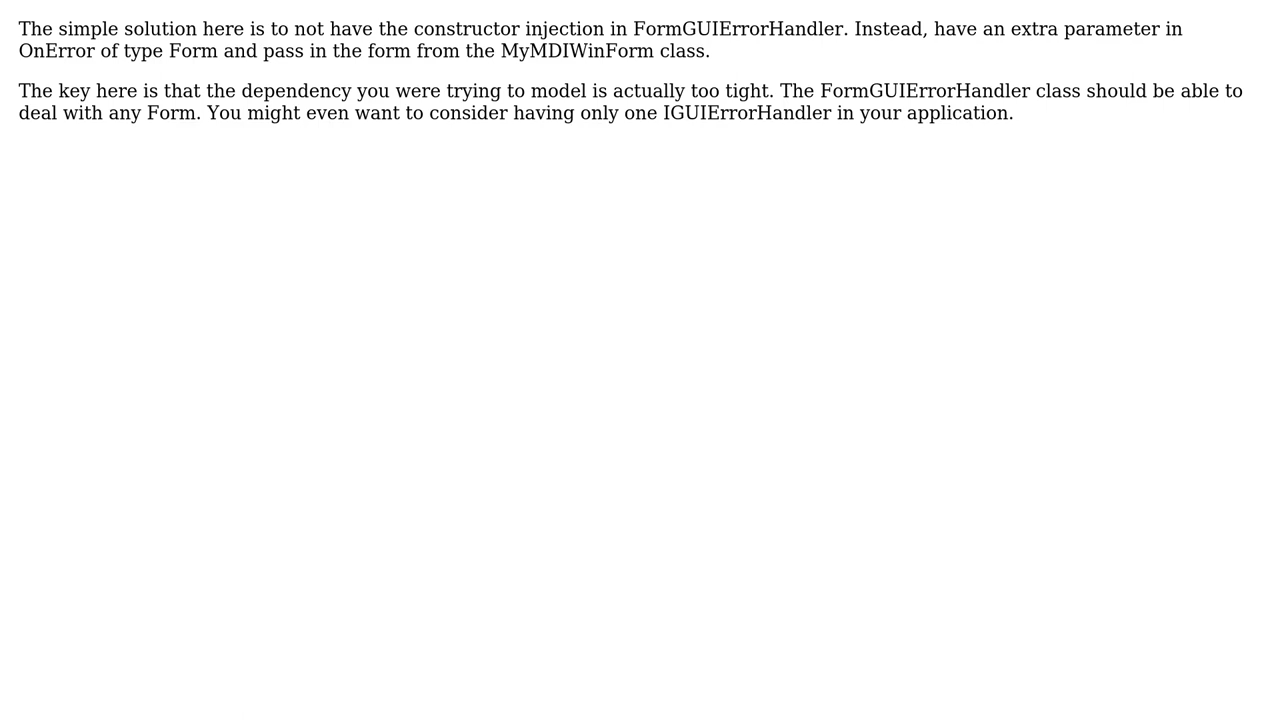 The simple solution here is to not have the constructor injection in FormGUIErrorHandler. Instead, have an extra parameter in
OnError of type Form and pass in the form from the MyMDIWinForm class.
The key here is that the dependency you were trying to model is actually too tight. The FormGUIErrorHandler class should be able to
deal with any Form. You might even want to consider having only one IGUIErrorHandler in your application.